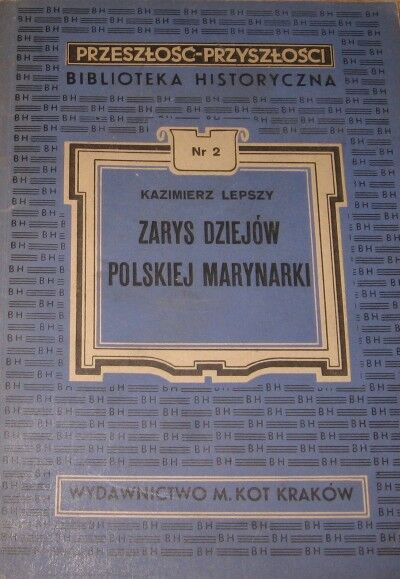 PRZESZŁOŚĆ-PRZYSZŁOŚCI
BIBLIOTEKA HISTORYCZNA
Nr 2
KAZIMIERZ LEPSZY
ZARYS DZIEJÓW
POLSKIEJ MARYNARKI
WYDAWNICTWO M. KOT KRAKÓW